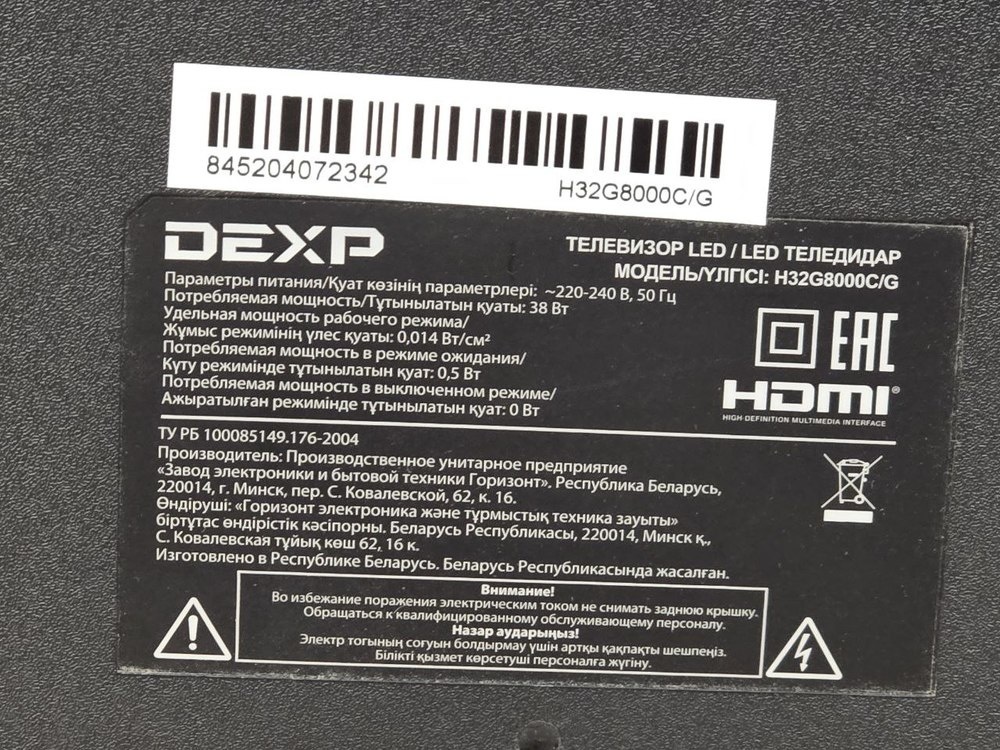 845204072342
H32G8000C/G
DEXP
ТЕЛЕВИЗОР LED / LED ТЕЛЕДИДАР
МОДЕЛЬ/ҮЛГІСІ: H32G8000C/G
Параметры питания/Қуат көзінің параметрлері: ~220-240 В, 50 Гц
Потребляемая мощность/Тұтынылатын қуаты: 38 Вт
Удельная мощность рабочего режима/
Жұмыс режимінің үлес қуаты: 0,014 Вт/см²
Потребляемая мощность в режиме ожидания/
Күту режимінде тұтынылатын қуат: 0,5 Вт
Потребляемая мощность в выключенном режиме/
Ажыратылған режимінде тұтынылатын қуат: 0 Вт
EAC
HDMI®
HIGH-DEFINITION MULTIMEDIA INTERFACE
ТУ РБ 100085149.176-2004
Производитель: Производственное унитарное предприятие
«Завод электроники и бытовой техники Горизонт». Республика Беларусь,
220014, г. Минск, пер. С. Ковалевской, 62, к. 16.
Өндіруші: «Горизонт электроника және тұрмыстық техника зауыты»
біртұтас өндірістік кәсіпорны. Беларусь Республикасы, 220014, Минск қ.,
С. Ковалевская тұйық көш 62, 16 к.
Изготовлено в Республике Беларусь. Беларусь Республикасында жасалған.
Внимание!
Во избежание поражения электрическим током не снимать заднюю крышку.
Обращаться к квалифицированному обслуживающему персоналу.
Назар аударыңыз!
Электр тогының соғуын болдырмау үшін артқы қақпақты шешпеңіз.
Білікті қызмет көрсетуші персоналға жүгіну.